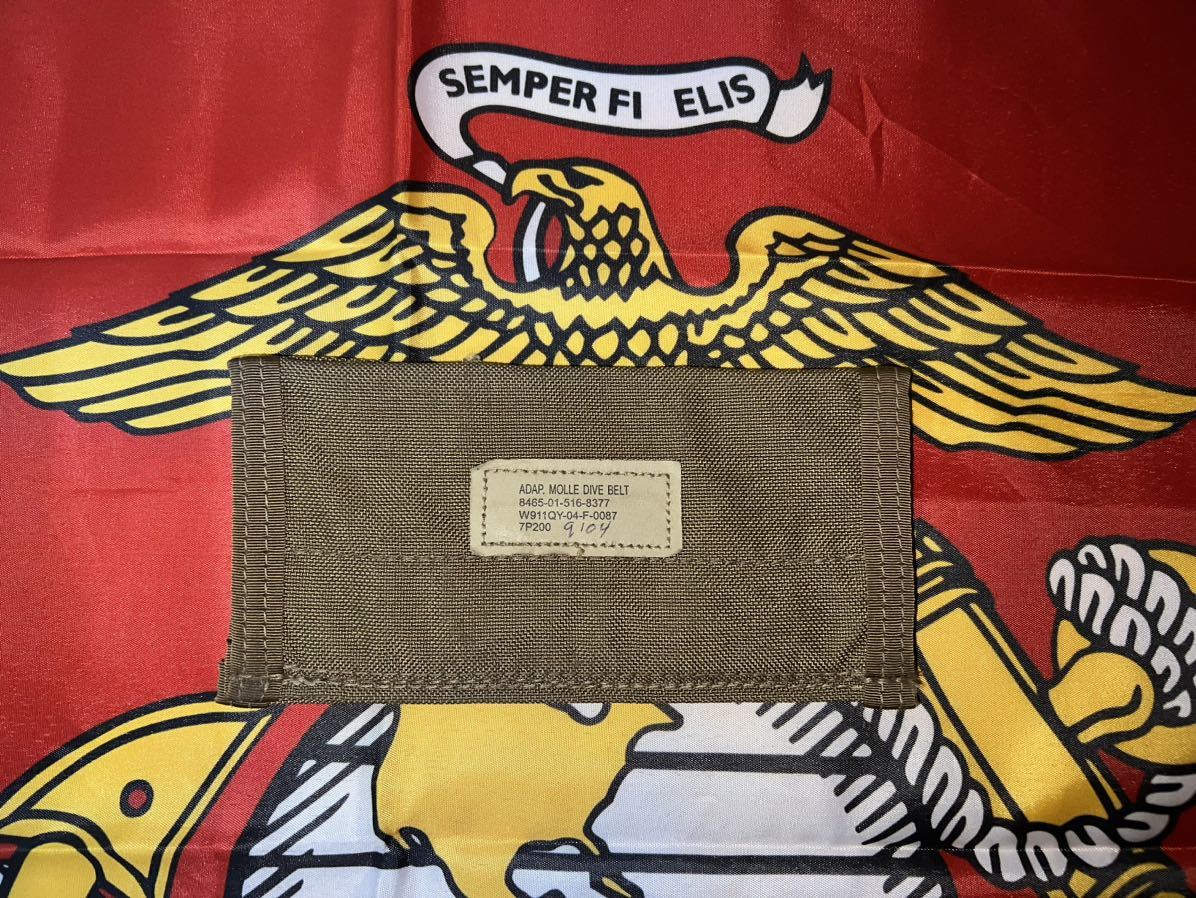 SEMPER FI ELIS
ADAP. MOLLE DIVE BELT
8465-01-516-8377
W911QY-04-F-0087
7P200 9104